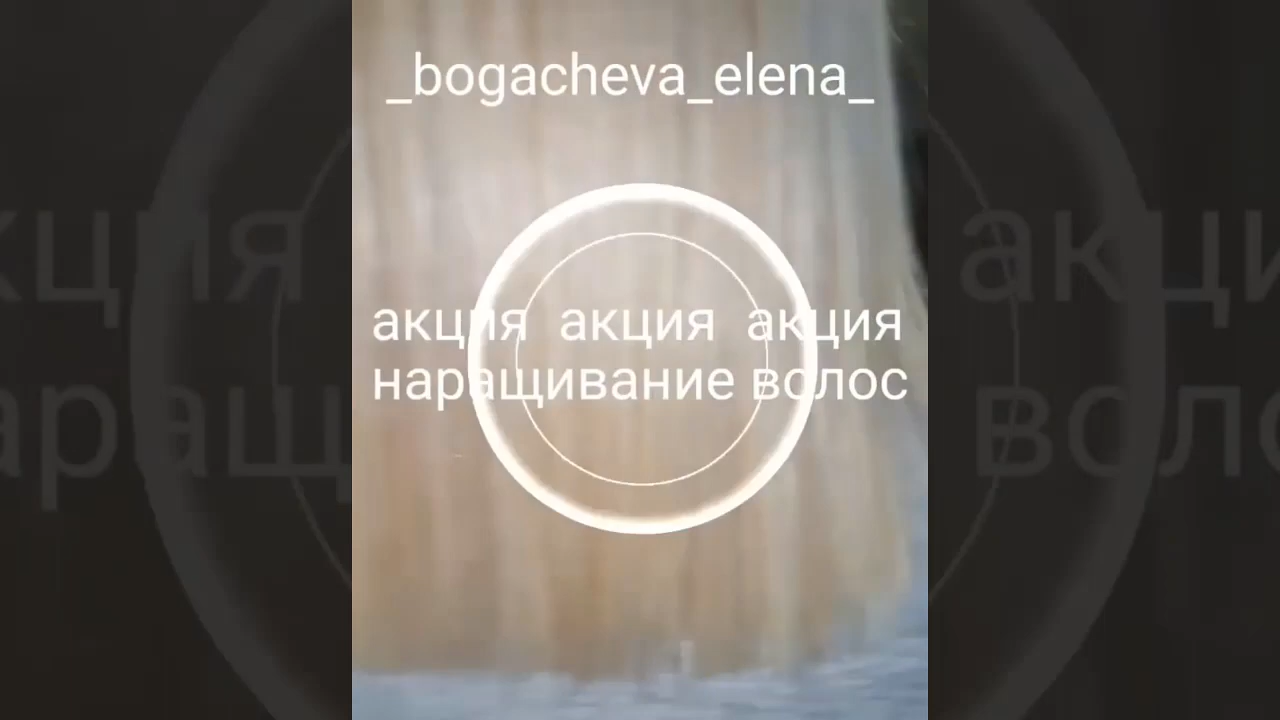 _bogacheva_elena_
акция акция акция
наращивание волос